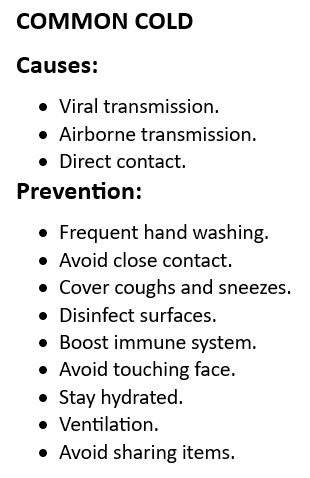 COMMON COLD
Causes:
• Viral transmission.
• Airborne transmission.
• Direct contact.
Prevention:
• Frequent hand washing.
• Avoid close contact.
• Cover coughs and sneezes.
• Disinfect surfaces.
• Boost immune system.
• Avoid touching face.
• Stay hydrated.
• Ventilation.
• Avoid sharing items.